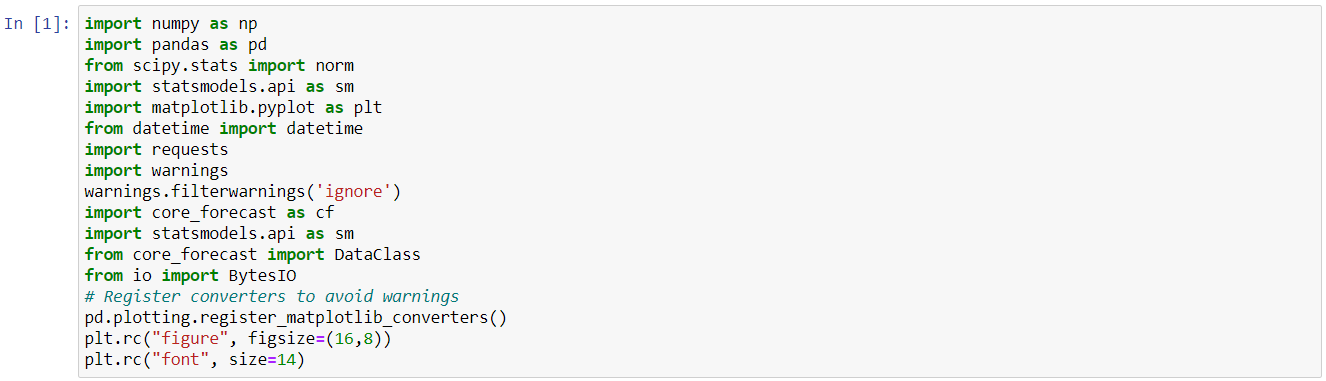 In [1]: import numpy as np
import pandas as pd
from scipy.stats import norm
import statsmodels.api as sm
import matplotlib.pyplot as plt
from datetime import datetime
import requests
import warnings
warnings.filterwarnings('ignore')
import core_forecast as cf
import statsmodels.api as sm
from core_forecast import DataClass
from io import BytesIO
# Register converters to avoid warnings
pd.plotting.register_matplotlib_converters()
plt.rc("figure", figsize=(16,8))
plt.rc("font", size=14)